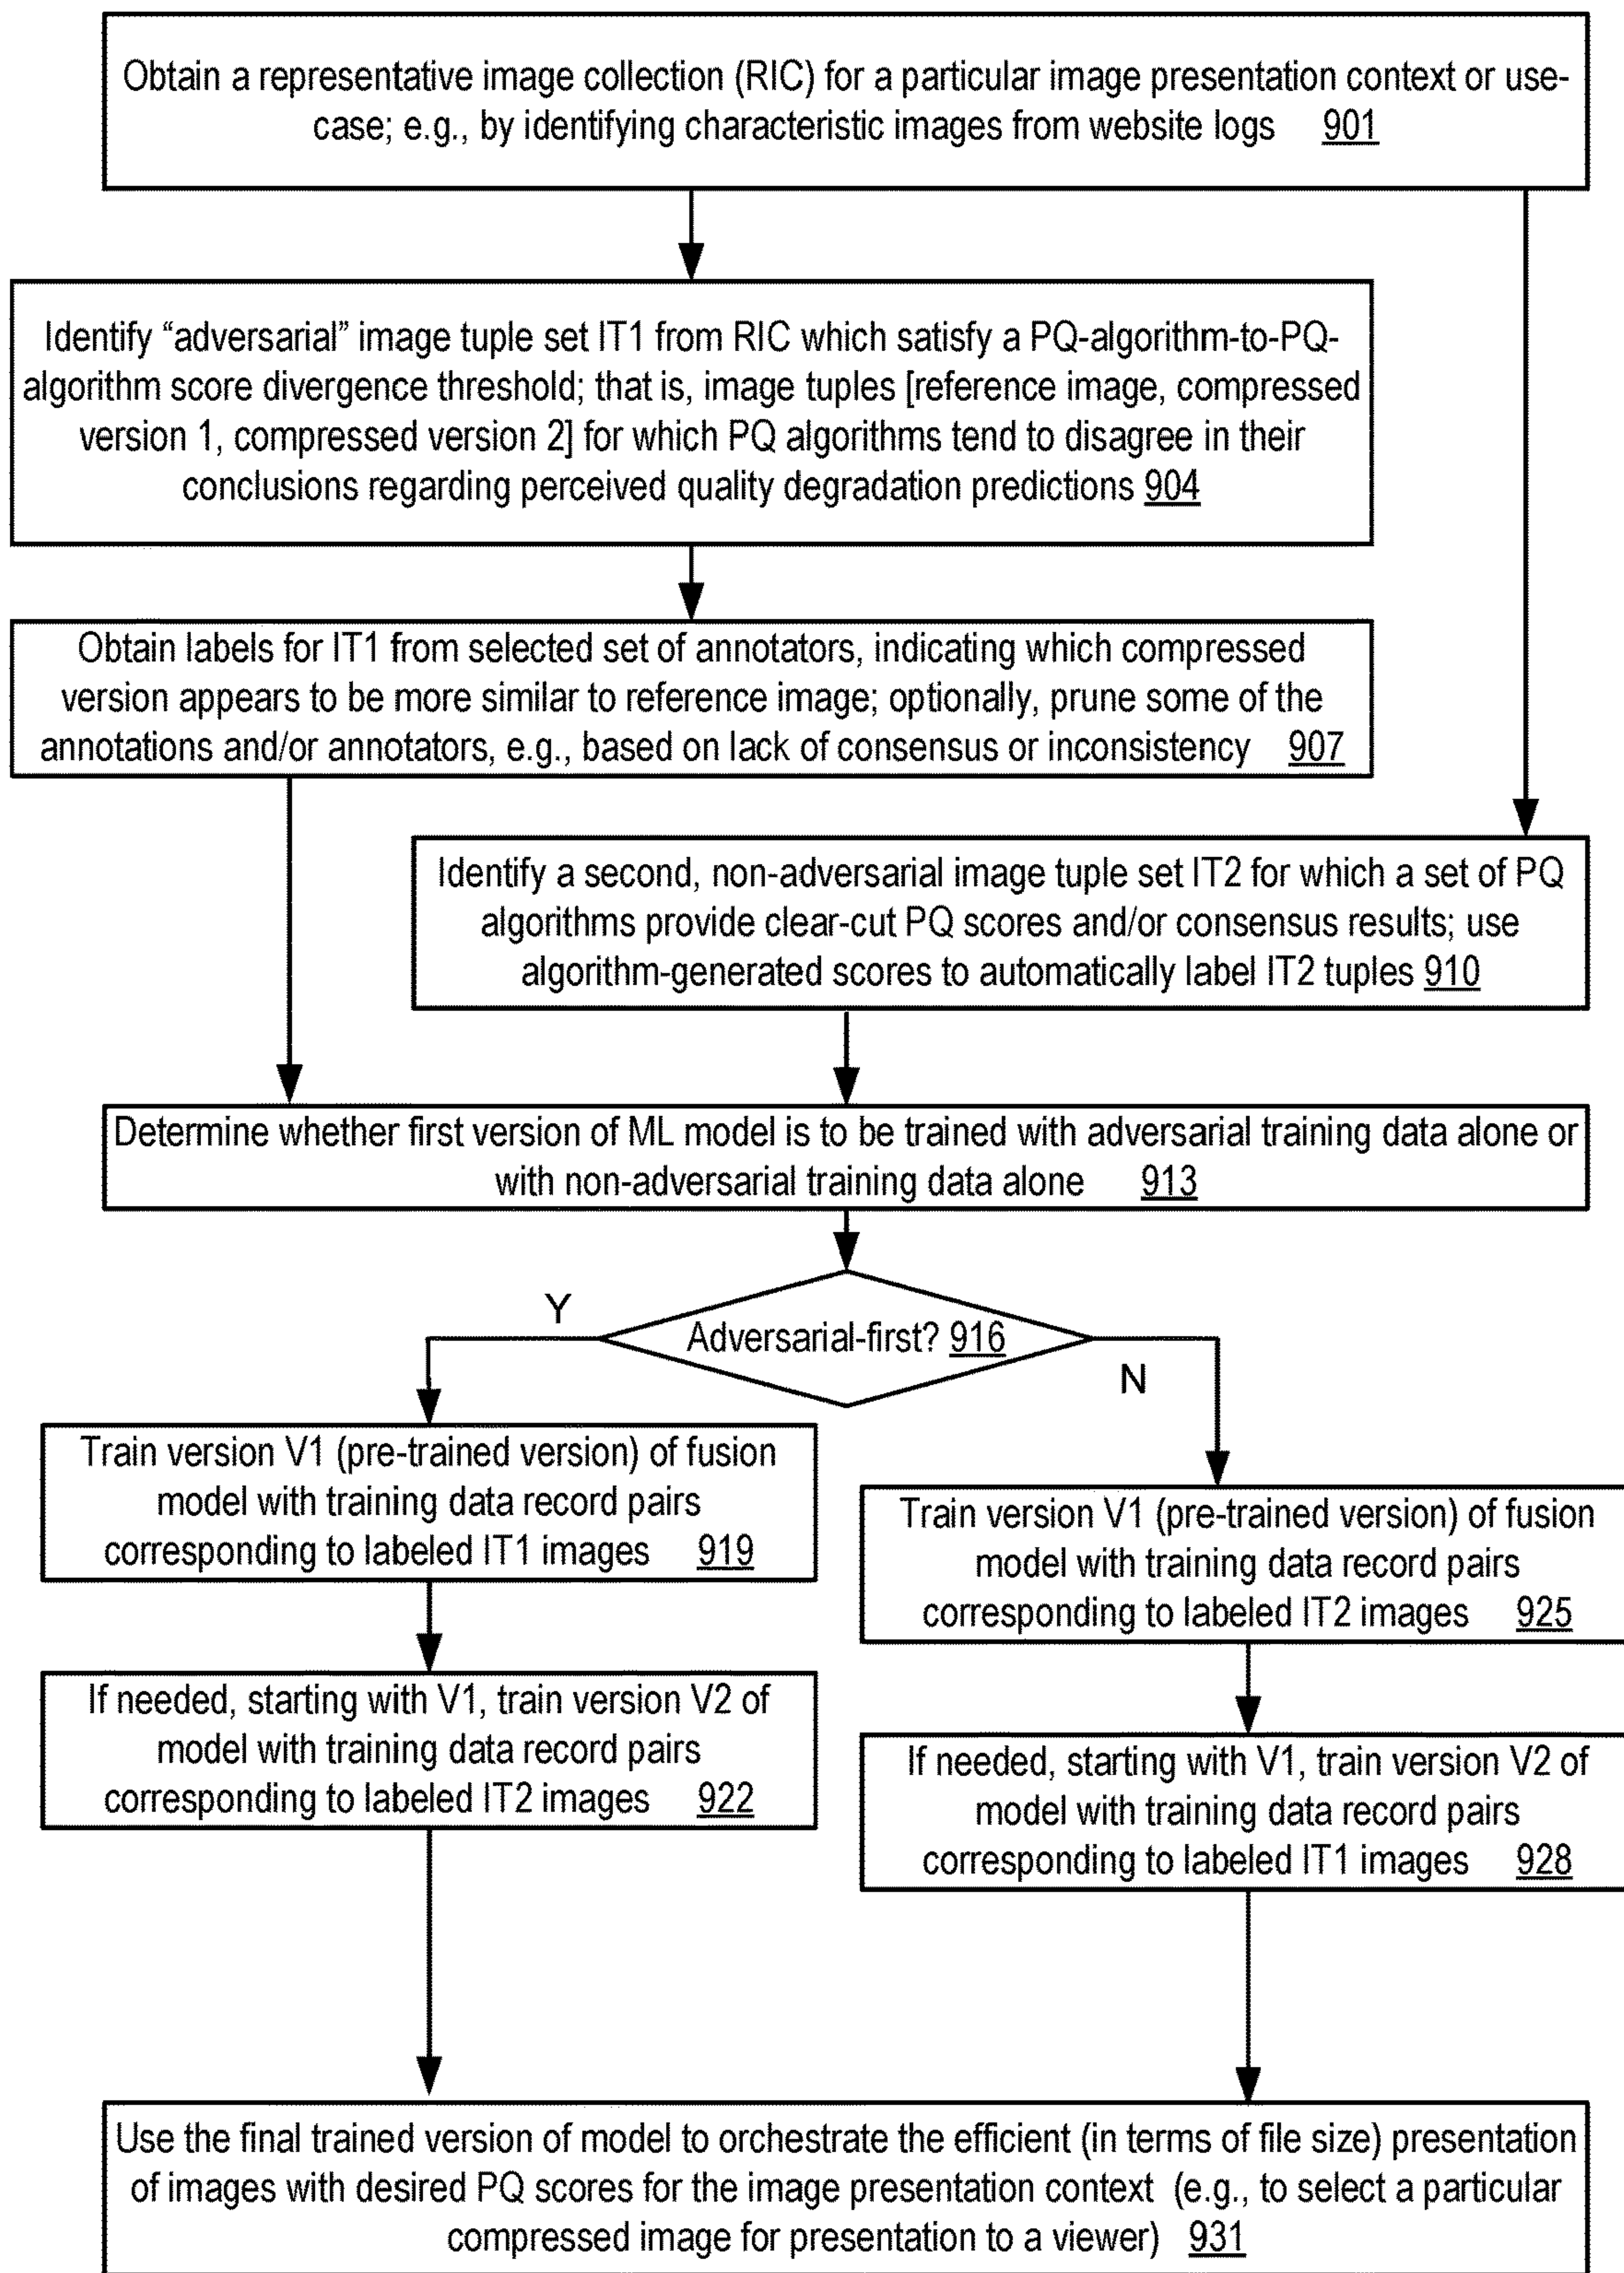 Obtain a representative image collection (RIC) for a particular image presentation context or use-
case; e.g., by identifying characteristic images from website logs 901
Identify “adversarial” image tuple set IT1 from RIC which satisfy a PQ-algorithm-to-PQ-
algorithm score divergence threshold; that is, image tuples [reference image, compressed
version 1, compressed version 2] for which PQ algorithms tend to disagree in their
conclusions regarding perceived quality degradation predictions 904
Obtain labels for IT1 from selected set of annotators, indicating which compressed
version appears to be more similar to reference image; optionally, prune some of the
annotations and/or annotators, e.g., based on lack of consensus or inconsistency 907
Identify a second, non-adversarial image tuple set IT2 for which a set of PQ
algorithms provide clear-cut PQ scores and/or consensus results; use
algorithm-generated scores to automatically label IT2 tuples 910
Determine whether first version of ML model is to be trained with adversarial training data alone or
with non-adversarial training data alone 913
Adversarial-first? 916
Y
N
Train version V1 (pre-trained version) of fusion
model with training data record pairs
corresponding to labeled IT1 images 919
If needed, starting with V1, train version V2 of
model with training data record pairs
corresponding to labeled IT2 images 922
Train version V1 (pre-trained version) of fusion
model with training data record pairs
corresponding to labeled IT2 images 925
If needed, starting with V1, train version V2 of
model with training data record pairs
corresponding to labeled IT1 images 928
Use the final trained version of model to orchestrate the efficient (in terms of file size) presentation
of images with desired PQ scores for the image presentation context (e.g., to select a particular
compressed image for presentation to a viewer) 931